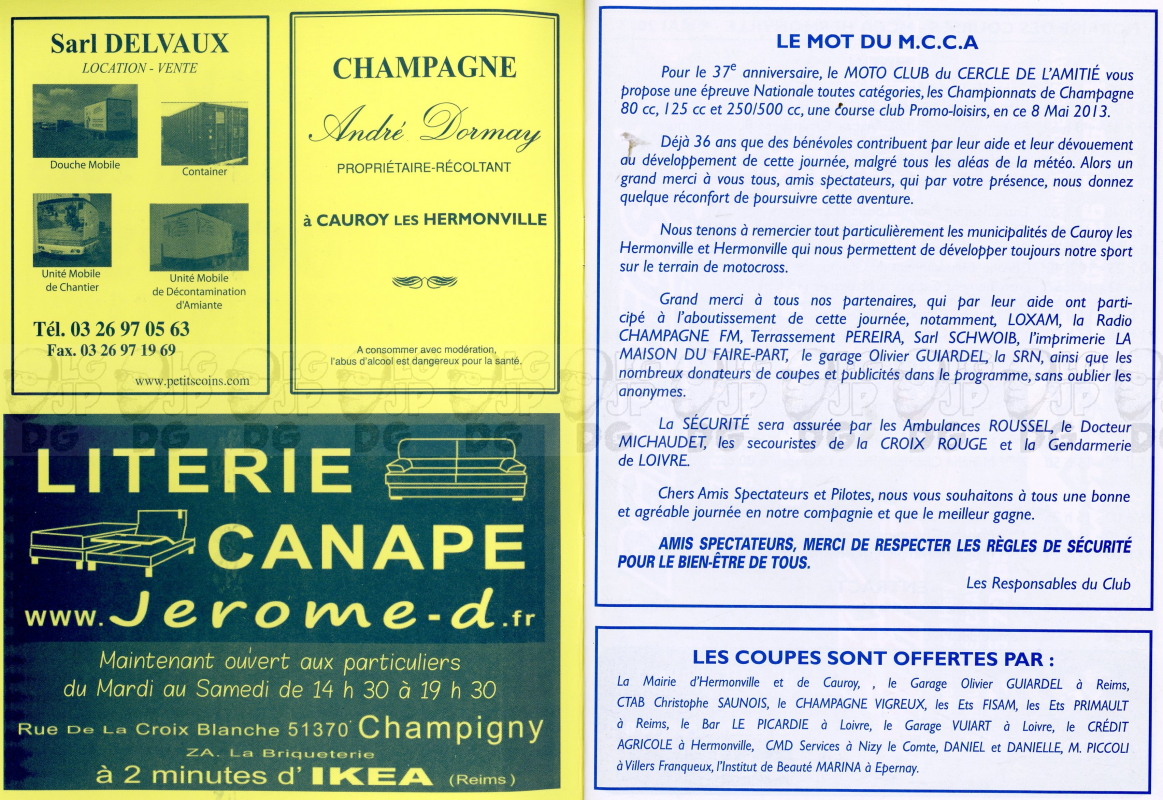 Sarl DELVAUX
LOCATION - VENTE
Douche Mobile
Container
Unité Mobile
de Chantier
Unité Mobile
de Décontamination
d'Amiante
Tél. 03 26 97 05 63
Fax. 03 26 97 19 69
www.petitscoins.com
CHAMPAGNE
André Dormay
PROPRIÉTAIRE-RÉCOLTANT
à CAUROY LES HERMONVILLE
A consommer avec modération,
l'abus d'alcool est dangereux pour la santé.
LITERIE
CANAPE
www.Jerome-d.fr
Maintenant ouvert aux particuliers
du Mardi au Samedi de 14 h 30 à 19 h 30
Rue De La Croix Blanche 51370 Champigny
ZA. La Briqueterie
à 2 minutes d' IKEA (Reims)
LE MOT DU M.C.C.A
Pour le 37e anniversaire, le MOTO CLUB du CERCLE DE L'AMITIÉ vous
propose une épreuve Nationale toutes catégories, les Championnats de Champagne
80 cc, 125 cc et 250/500 cc, une course club Promo-loisirs, en ce 8 Mai 2013.
Déjà 36 ans que des bénévoles contribuent par leur aide et leur dévouement
au développement de cette journée, malgré tous les aléas de la météo. Alors un
grand merci à vous tous, amis spectateurs, qui par votre présence, nous donnez
quelque réconfort de poursuivre cette aventure.
Nous tenons à remercier tout particulièrement les municipalités de Cauroy les
Hermonville et Hermonville qui nous permettent de développer toujours notre sport
sur le terrain de motocross.
Grand merci à tous nos partenaires, qui par leur aide ont parti-
cipé à l'aboutissement de cette journée, notamment, LOXAM, la Radio
CHAMPAGNE FM, Terrassement PEREIRA, Sarl SCHWOIB, l'imprimerie LA
MAISON DU FAIRE-PART, le garage Olivier GUIARDEL, la SRN, ainsi que les
nombreux donateurs de coupes et publicités dans le programme, sans oublier les
anonymes.
La SÉCURITÉ sera assurée par les Ambulances ROUSSEL, le Docteur
MICHAUDET, les secouristes de la CROIX ROUGE et la Gendarmerie
de LOIVRE.
Chers Amis Spectateurs et Pilotes, nous vous souhaitons à tous une bonne
et agréable journée en notre compagnie et que le meilleur gagne.
AMIS SPECTATEURS, MERCI DE RESPECTER LES RÈGLES DE SÉCURITÉ
POUR LE BIEN-ÊTRE DE TOUS.
Les Responsables du Club
LES COUPES SONT OFFERTES PAR :
La Mairie d'Hermonville et de Cauroy, , le Garage Olivier GUIARDEL à Reims,
CTAB Christophe SAUNOIS, le CHAMPAGNE VIGREUX, les Ets FISAM, les Ets PRIMAULT
à Reims, le Bar LE PICARDIE à Loivre, le Garage VUIART à Loivre, le CRÉDIT
AGRICOLE à Hermonville, CMD Services à Nizy le Comte, DANIEL et DANIELLE, M. PICCOLI
à Villers Franqueux, l'Institut de Beauté MARINA à Epernay.